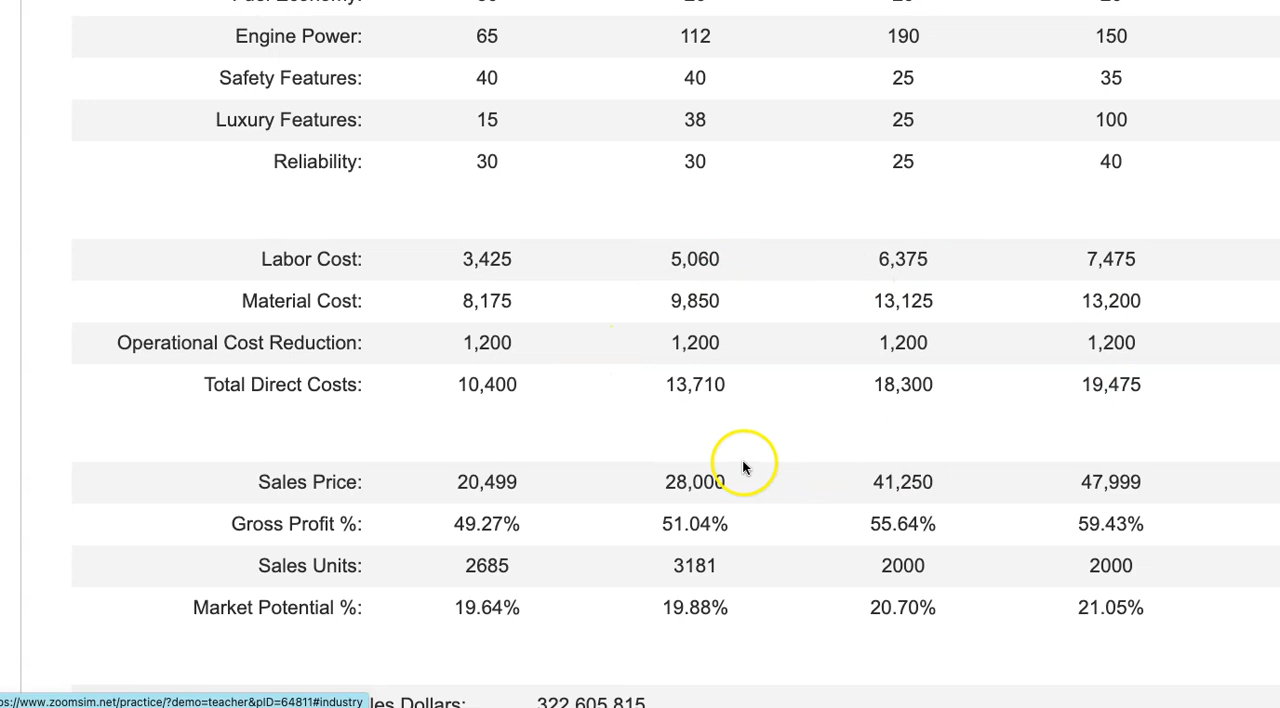 Engine Power: 65 112 190 150
Safety Features: 40 40 25 35
Luxury Features: 15 38 25 100
Reliability: 30 30 25 40
Labor Cost: 3,425 5,060 6,375 7,475
Material Cost: 8,175 9,850 13,125 13,200
Operational Cost Reduction: 1,200 1,200 1,200 1,200
Total Direct Costs: 10,400 13,710 18,300 19,475
Sales Price: 20,499 28,000 41,250 47,999
Gross Profit %: 49.27% 51.04% 55.64% 59.43%
Sales Units: 2685 3181 2000 2000
Market Potential %: 19.64% 19.88% 20.70% 21.05%
ps://www.zoomsim.net/practice/?demo=teacher&pID=64811#industry les Dollars: 322,605,815